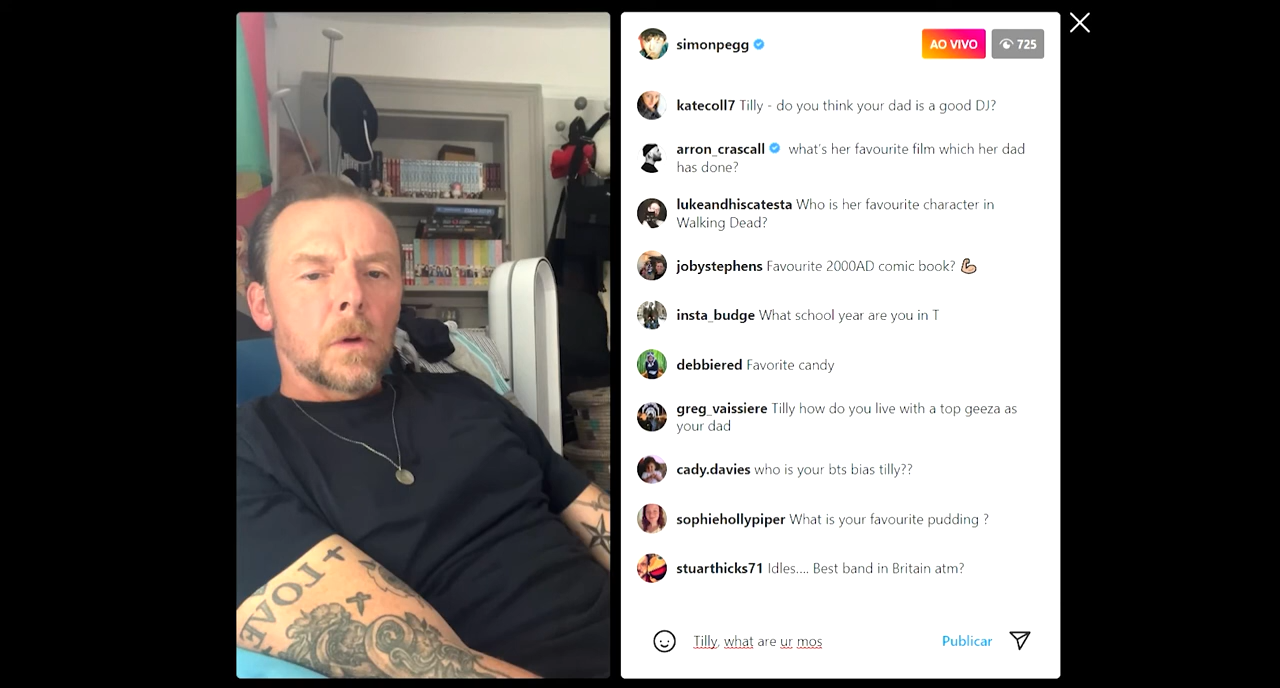 simonpegg
AO VIVO
725
katecoll7 Tilly - do you think your dad is a good DJ?
arron_crascall what's her favourite film which her dad
has done?
lukeandhiscatesta Who is her favourite character in
Walking Dead?
jobystephens Favourite 2000AD comic book? 💪🏻
insta_budge What school year are you in T
debbiered Favorite candy
greg_vaissiere Tilly how do you live with a top geeza as
your dad
cady.davies who is your bts bias tilly??
sophiehollypiper What is your favourite pudding ?
stuarthicks71 Idles.... Best band in Britain atm?
Tilly, what are ur mos
Publicar